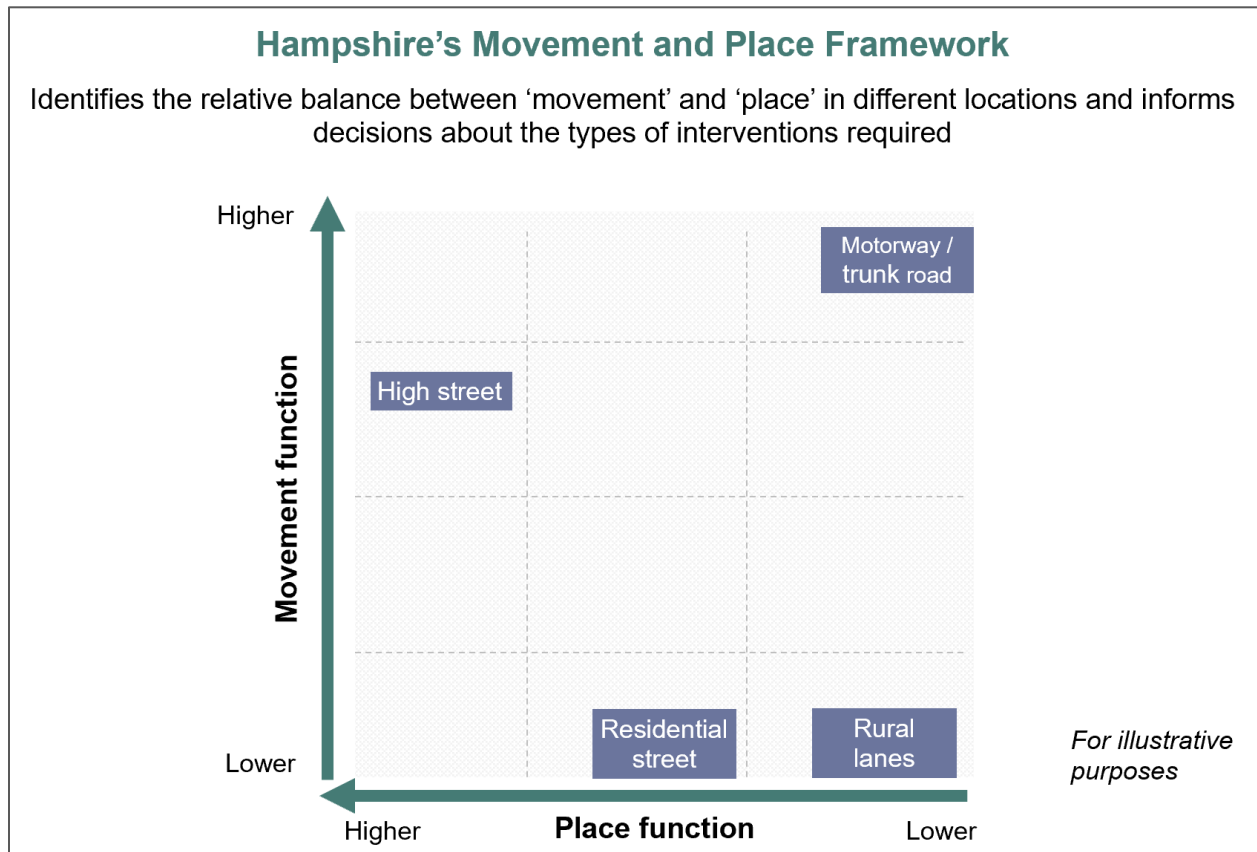 Hampshire’s Movement and Place Framework
Identifies the relative balance between ‘movement’ and ‘place’ in different locations and informs
decisions about the types of interventions required
Higher
Motorway /
trunk road
High street
Movement function
Residential
street
Rural
lanes
Lower
For illustrative
purposes
Higher
Place function
Lower